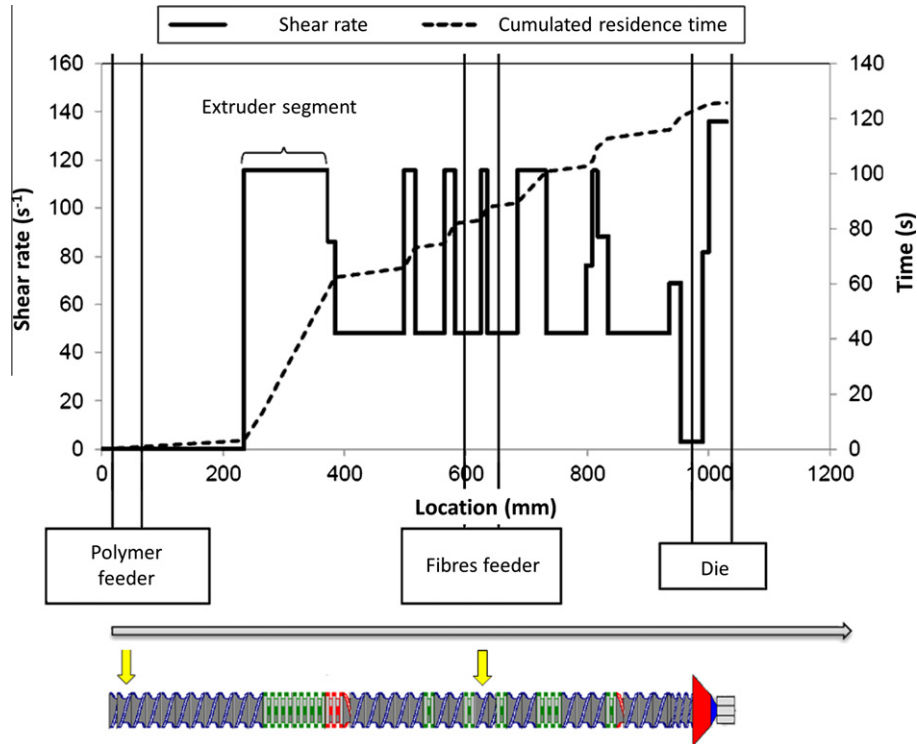 Shear rate Cumulated residence time
160 140
140 120
Extruder segment
120 100
100 80
80 60
60 40
40 20
20 0
0
Shear rate (s⁻¹)
Time (s)
0 200 400 600 800 1000 1200
Location (mm)
Polymer feeder
Fibres feeder
Die